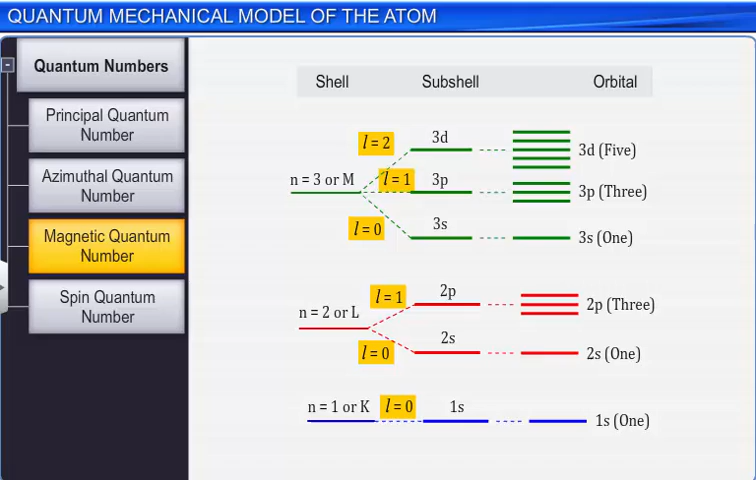 QUANTUM MECHANICAL MODEL OF THE ATOM
Quantum Numbers
Principal Quantum
Number
Azimuthal Quantum
Number
Magnetic Quantum
Number
Spin Quantum
Number
Shell Subshell Orbital
l = 2 3d 3d (Five)
n = 3 or M l = 1 3p 3p (Three)
l = 0 3s 3s (One)
l = 1 2p 2p (Three)
n = 2 or L
l = 0 2s 2s (One)
n = 1 or K l = 0 1s 1s (One)